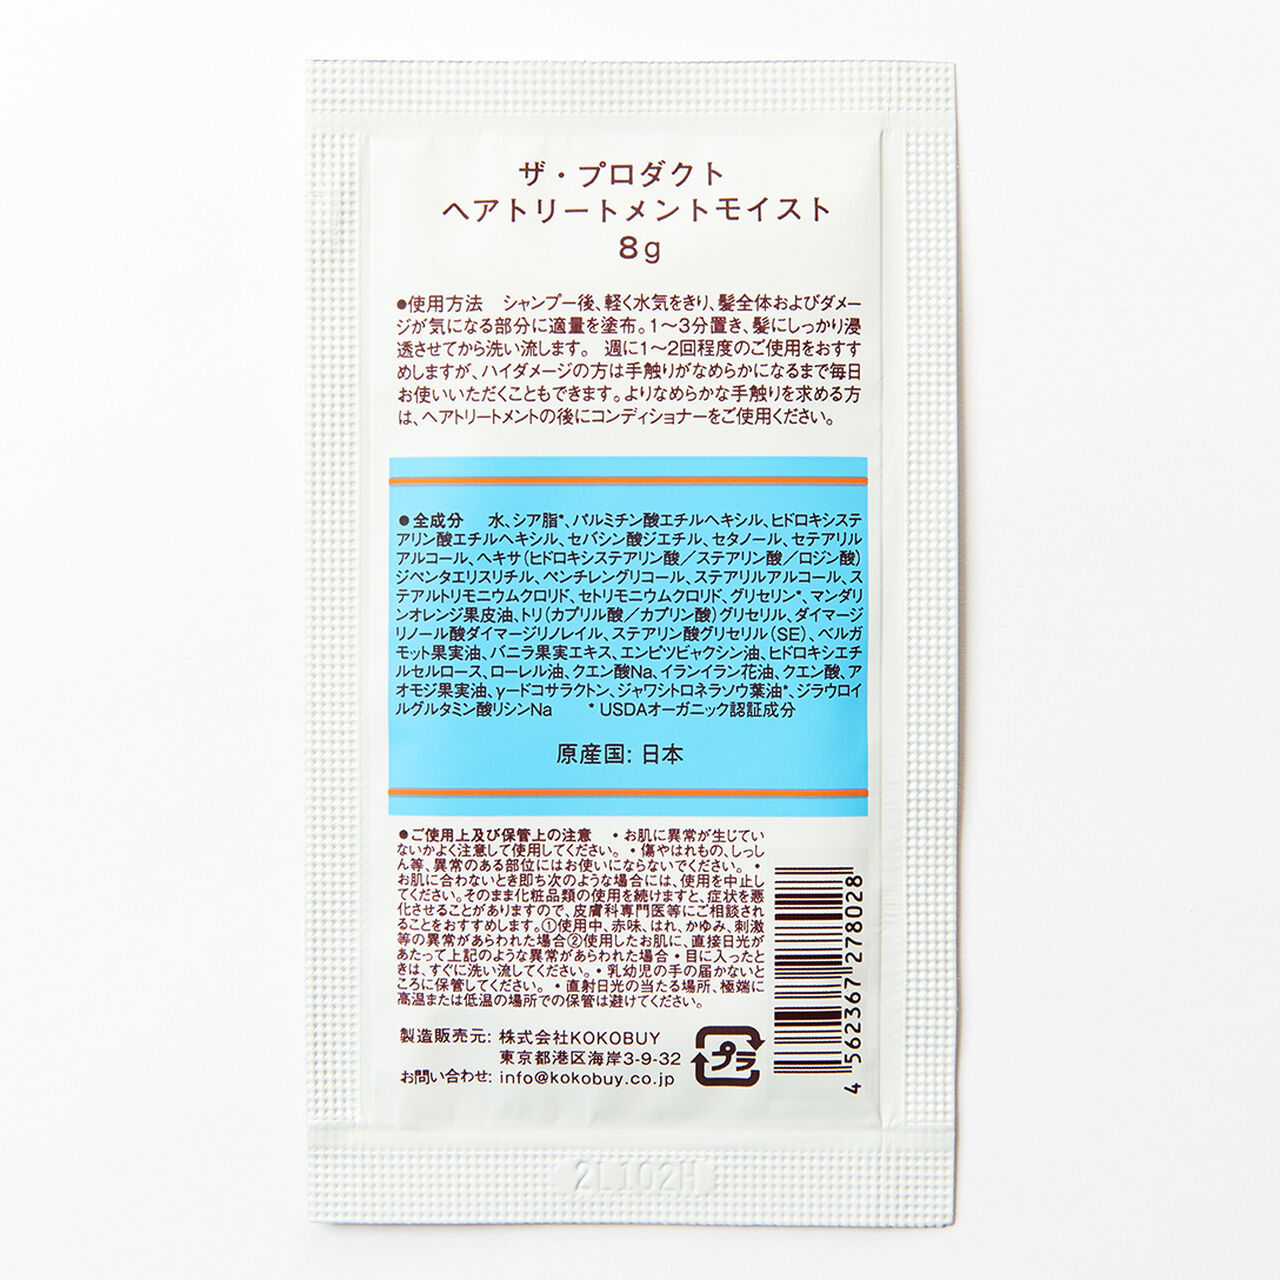 ザ・プロダクト
ヘアトリートメントモイスト
8g
●使用方法　シャンプー後、軽く水気をきり、髪全体およびダメー
ジが気になる部分に適量を塗布。1〜3分置き、髪にしっかり浸
透させてから洗い流します。 週に1〜2回程度のご使用をおすす
めしますが、ハイダメージの方は手触りがなめらかになるまで毎日
お使いいただくこともできます。よりなめらかな手触りを求める方
は、ヘアトリートメントの後にコンディショナーをご使用ください。
●全成分　水、シア脂*、パルミチン酸エチルヘキシル、ヒドロキシステ
アリン酸エチルヘキシル、セバシン酸ジエチル、セタノール、セテアリル
アルコール、ヘキサ(ヒドロキシステアリン酸／ステアリン酸／ロジン酸)
ジペンタエリスリチル、ペンチレングリコール、ステアリルアルコール、ス
テアルトリモニウムクロリド、セトリモニウムクロリド、グリセリン*、マンダリ
ンオレンジ果皮油、トリ(カプリル酸／カプリン酸)グリセリル、ダイマージ
リノール酸ダイマージリノレイル、ステアリン酸グリセリル(SE)、ベルガ
モット果実油、バニラ果実エキス、エンピツビャクシン油、ヒドロキシエチ
ルセルロース、ローレル油、クエン酸Na、イランイラン花油、クエン酸、ア
オモジ果実油、γードコサラクトン、ジャワシトロネラソウ葉油*、ジラウロイ
ルグルタミン酸リシンNa　* USDAオーガニック認証成分
原産国: 日本
●ご使用上及び保管上の注意　・お肌に異常が生じてい
ないかよく注意して使用してください。・傷やはれもの、しっし
ん等、異常のある部位にはお使いにならないでください。・
お肌に合わないとき即ち次のような場合には、使用を中止し
てください。そのまま化粧品類の使用を続けますと、症状を悪
化させることがありますので、皮膚科専門医等にご相談され
ることをおすすめします。①使用中、赤味、はれ、かゆみ、刺激
等の異常があらわれた場合②使用したお肌に、直接日光が
あたって上記のような異常があらわれた場合・目に入ったと
きは、すぐに洗い流してください。・乳幼児の手の届かないと
ころに保管してください。・直射日光の当たる場所、極端に
高温または低温の場所での保管は避けてください。
製造販売元: 株式会社KOKOBUY
東京都港区海岸3-9-32
お問い合わせ: info@kokobuy.co.jp
プラ
4 562367 278028
2L102H